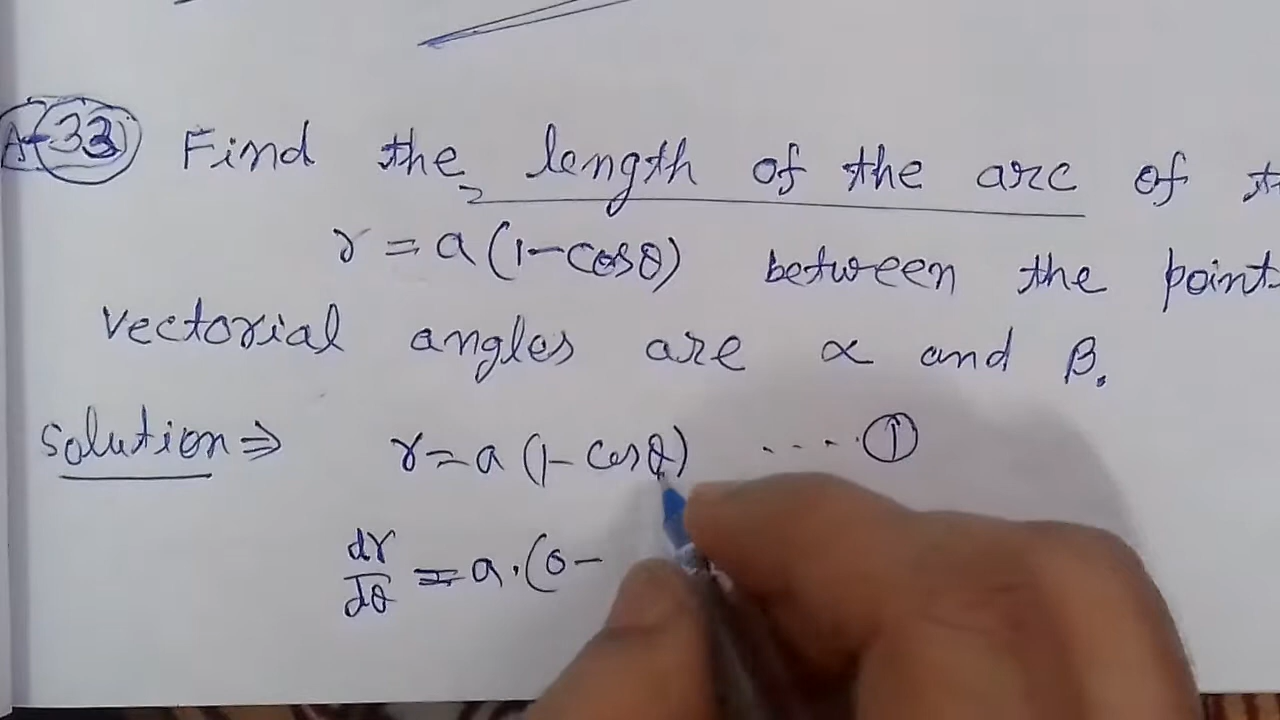 A-33 Find the length of the arc of
r = a(1-cosθ) between the point
vectorial angles are α and β.
Solution ⇒ r = a (1- cosθ) .... ①
dr/dθ = a.(0-